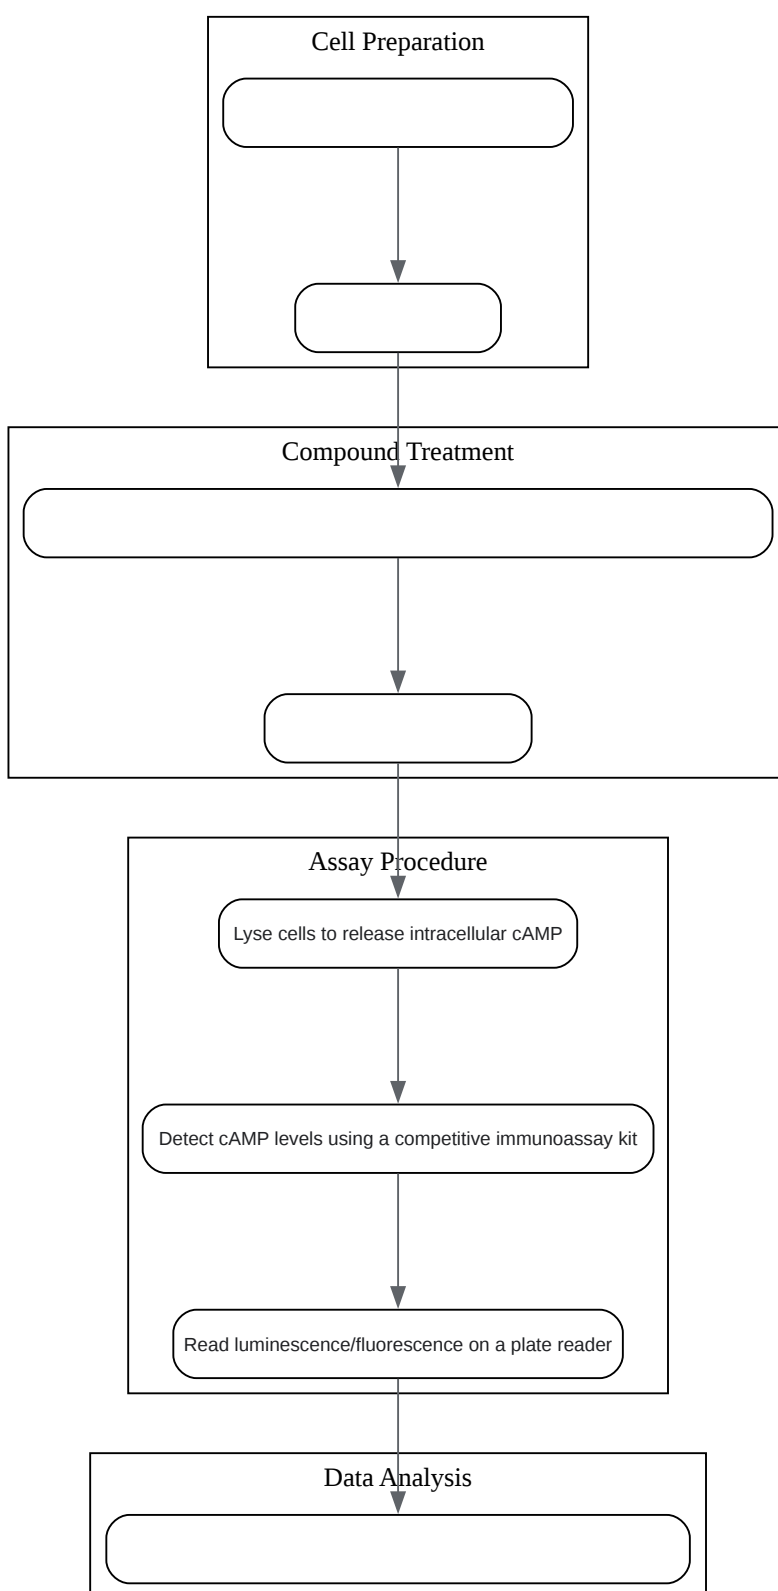 Cell Preparation
Compound Treatment
Assay Procedure
Lyse cells to release intracellular cAMP
Detect cAMP levels using a competitive immunoassay kit
Read luminescence/fluorescence on a plate reader
Data Analysis